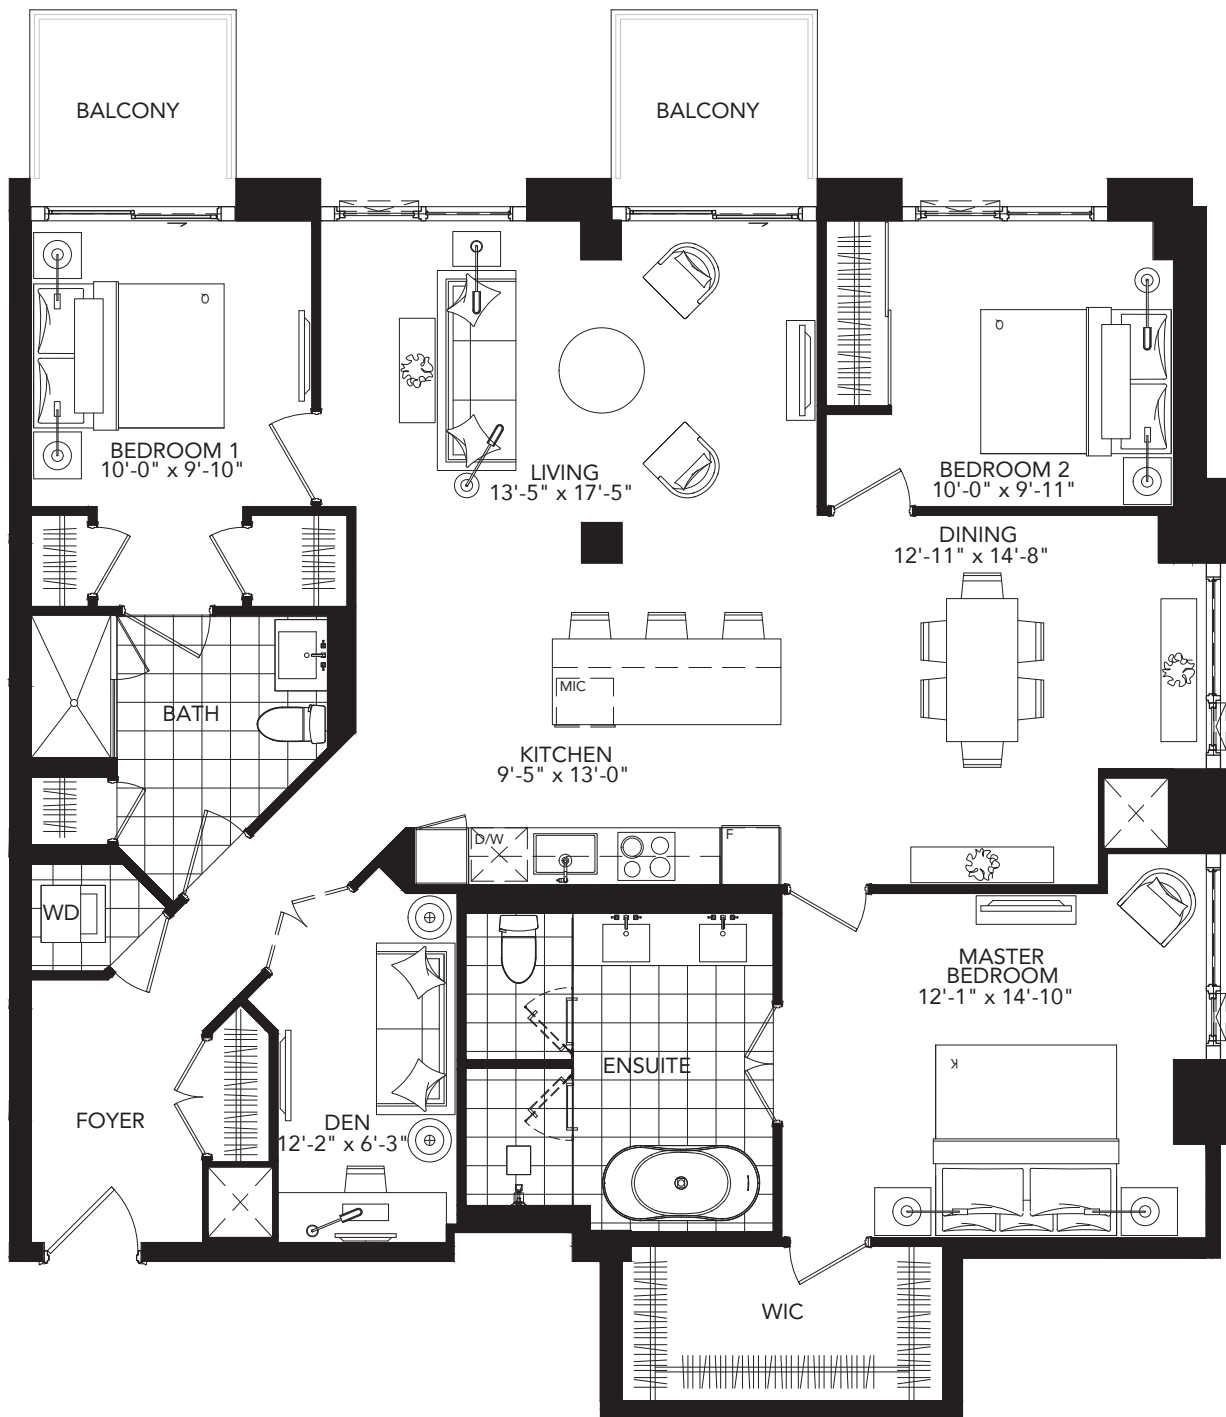 BALCONY
BALCONY
BEDROOM 1
10'-0" x 9'-10"
LIVING
13'-5" x 17'-5"
BEDROOM 2
10'-0" x 9'-11"
DINING
12'-11" x 14'-8"
MIC
BATH
KITCHEN
9'-5" x 13'-0"
D/W
F
WD
MASTER
BEDROOM
12'-1" x 14'-10"
ENSUITE
K
FOYER
DEN
12'-2" x 6'-3"
WIC